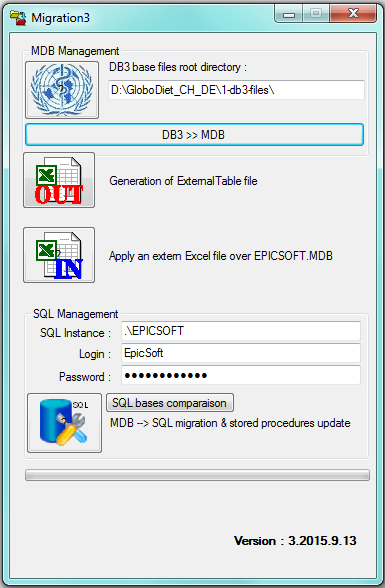 Migration3
MDB Management
DB3 base files root directory :
D:\GloboDiet_CH_DE\1-db3-files\
DB3 >> MDB
OUT
Generation of ExternalTable file
IN
Apply an extern Excel file over EPICSOFT.MDB
SQL Management
SQL Instance :
.\EPICSOFT
Login :
EpicSoft
Password :
●●●●●●●●●●●●
SQL
SQL bases comparaison
MDB --> SQL migration & stored procedures update
Version : 3.2015.9.13